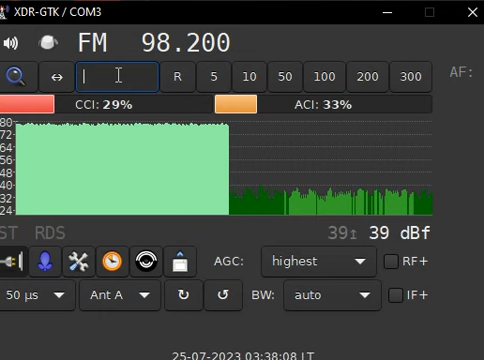 XDR-GTK / COM3
FM 98.200
AF:
R 5 10 50 100 200 300
CCI: 29% ACI: 33%
80
72
64
56
48
40
32
24
ST RDS 39↥ 39 dBf
AGC: highest RF+
50 µs Ant A BW: auto IF+
25-07-2023 03:38:08 LT